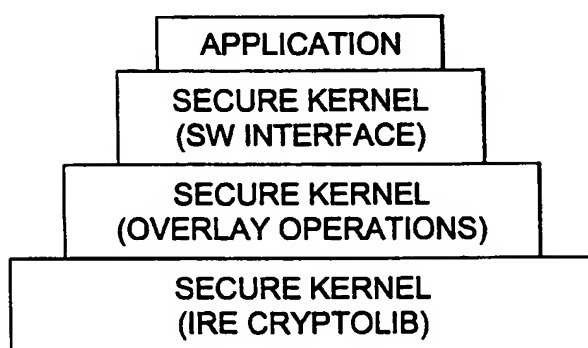 APPLICATION
SECURE KERNEL
(SW INTERFACE)
SECURE KERNEL
(OVERLAY OPERATIONS)
SECURE KERNEL
(IRE CRYPTOLIB)